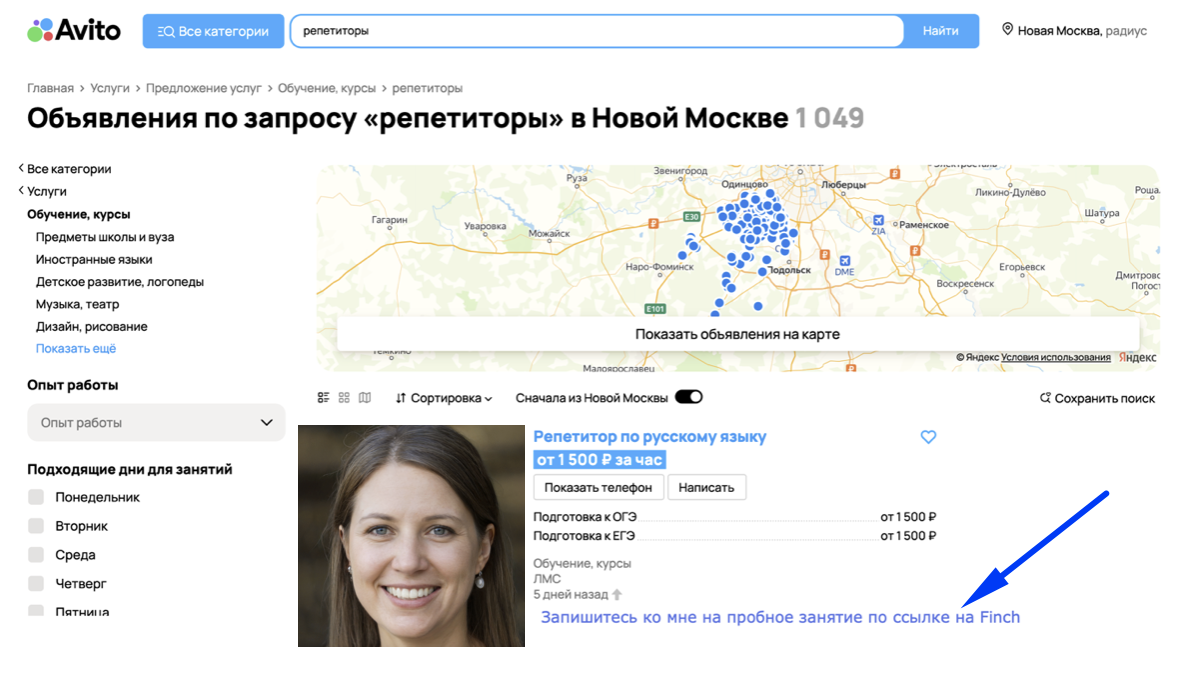 Avito
Все категории
репетиторы
Найти
Новая Москва, радиус
Главная > Услуги > Предложение услуг > Обучение, курсы > репетиторы
Объявления по запросу «репетиторы» в Новой Москве 1 049
Все категории
Услуги
Обучение, курсы
Предметы школы и вуза
Иностранные языки
Детское развитие, логопеды
Музыка, театр
Дизайн, рисование
Показать ещё
Опыт работы
Опыт работы
Подходящие дни для занятий
Понедельник
Вторник
Среда
Четверг
Пятница
Руза
Звенигород
Одинцово
Люберцы
Электросталь
Ликино-Дулёво
Гагарин
Уваровка
Можайск
E30
ZIA
Раменское
Шатура
Наро-Фоминск
Подольск
DME
Егорьевск
Воскресенск
E101
Показать объявления на карте
Темкино
Малоярославец
© Яндекс Условия использования Яндекс
Сортировка
Сначала из Новой Москвы
Сохранить поиск
Репетитор по русскому языку
от 1 500 ₽ за час
Показать телефон
Написать
Подготовка к ОГЭ от 1 500 ₽
Подготовка к ЕГЭ от 1 500 ₽
Обучение, курсы
ЛМС
5 дней назад
Запишитесь ко мне на пробное занятие по ссылке на Finch